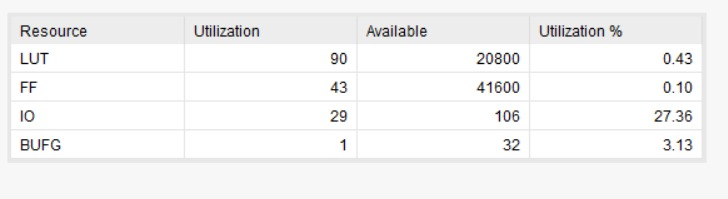 Resource Utilization Available Utilization %
LUT 90 20800 0.43
FF 43 41600 0.10
IO 29 106 27.36
BUFG 1 32 3.13